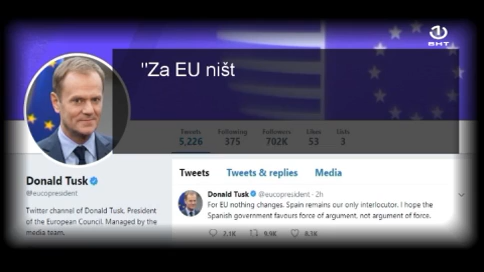 BHT
"Za EU ništ
Tweets Following Followers Likes Lists
5,226 375 702K 53 3
Tweets Tweets & replies Media
Donald Tusk
@eucopresident
Twitter channel of Donald Tusk, President
of the European Council. Managed by the
media team.
Donald Tusk @eucopresident · 2h
For EU nothing changes. Spain remains our only interlocutor. I hope the
Spanish government favours force of argument, not argument of force.
2.1K 9.9K 8.3K